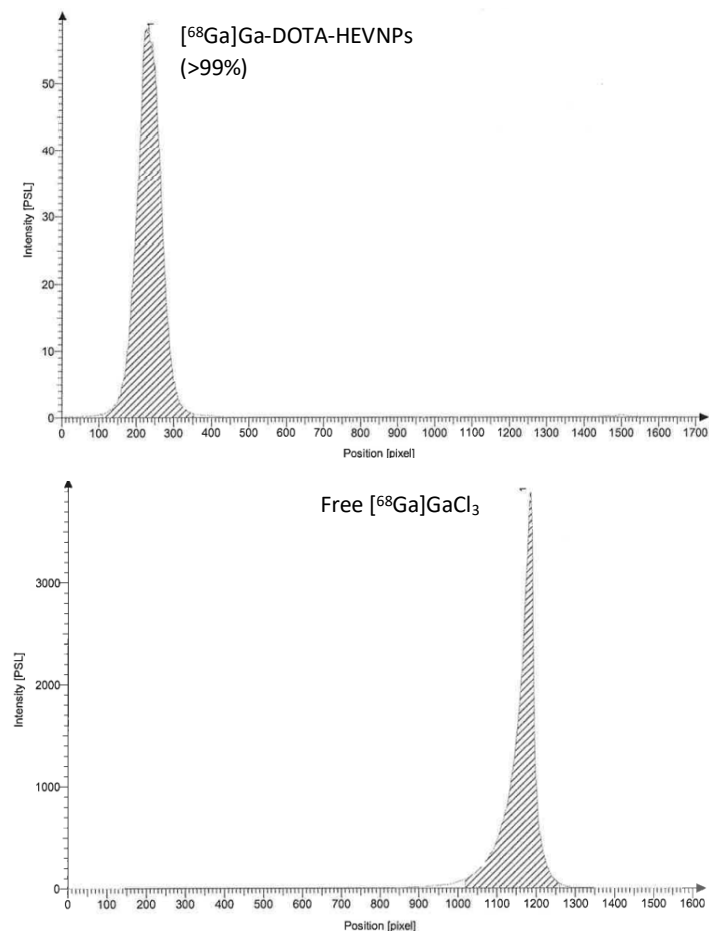 [⁶⁸Ga]Ga-DOTA-HEVNPs
(>99%)
Intensity [PSL]
50
40
30
20
10
0
0 100 200 300 400 500 600 700 800 900 1000 1100 1200 1300 1400 1500 1600 1700
Position [pixel]
Free [⁶⁸Ga]GaCl₃
Intensity [PSL]
3000
2000
1000
0
0 100 200 300 400 500 600 700 800 900 1000 1100 1200 1300 1400 1500 1600
Position [pixel]